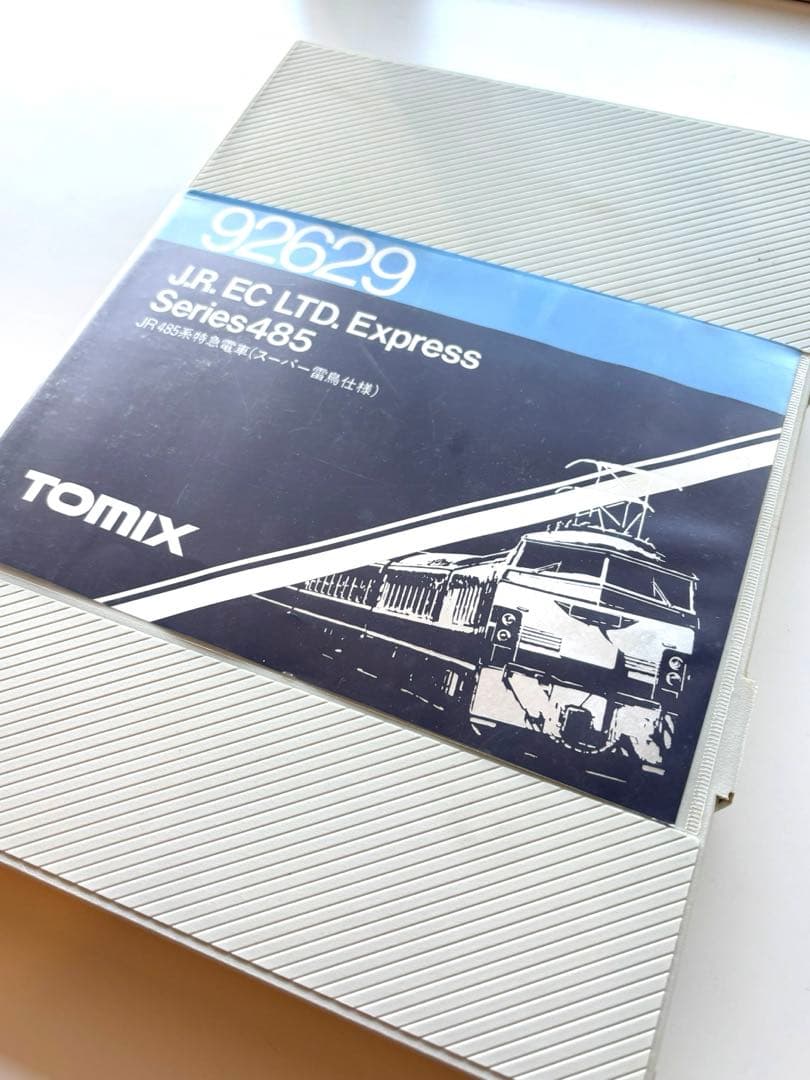 92629
J.R. EC LTD. Express
Series485
JR485系特急電車(スーパー雷鳥仕様)
TOMIX